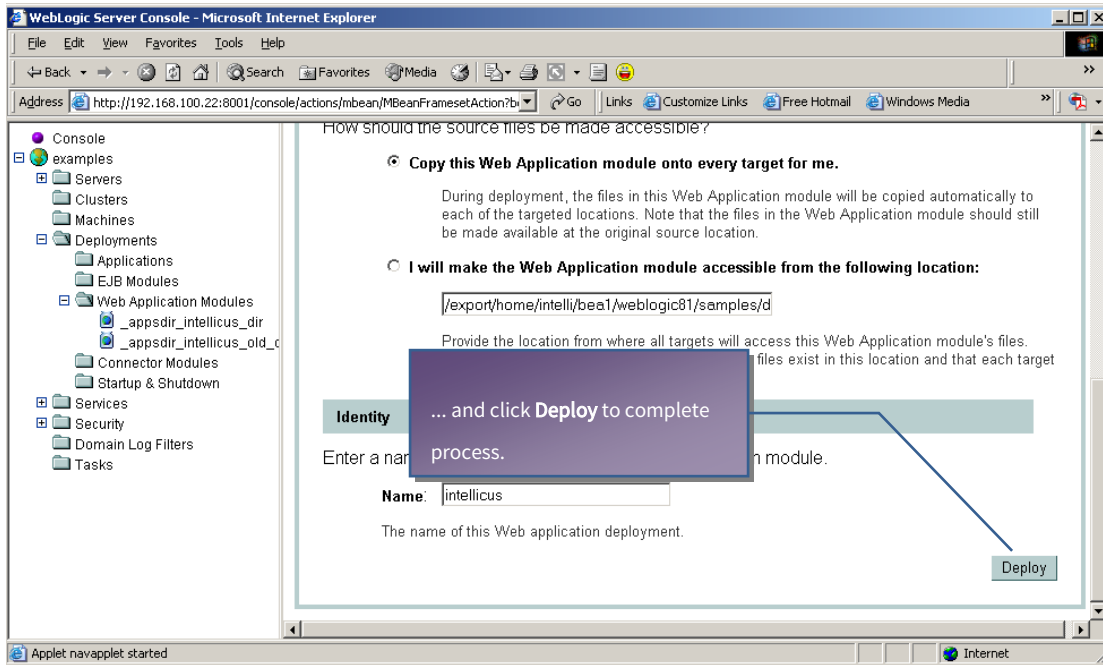 WebLogic Server Console - Microsoft Internet Explorer
File Edit View Favorites Tools Help
Back Search Favorites Media
Address http://192.168.100.22:8001/console/actions/mbean/MBeanFramesetAction?b Go Links Customize Links Free Hotmail Windows Media
Console
examples
Servers
Clusters
Machines
Deployments
Applications
EJB Modules
Web Application Modules
_appsdir_intellicus_dir
_appsdir_intellicus_old_c
Connector Modules
Startup & Shutdown
Services
Security
Domain Log Filters
Tasks
How should the source files be made accessible?
Copy this Web Application module onto every target for me.
During deployment, the files in this Web Application module will be copied automatically to
each of the targeted locations. Note that the files in the Web Application module should still
be made available at the original source location.
I will make the Web Application module accessible from the following location:
/export/home/intelli/bea1/weblogic81/samples/d
Provide the location from where all targets will access this Web Application module's files.
files exist in this location and that each target
... and click Deploy to complete
process.
Identity
Enter a nar
n module.
Name: intellicus
The name of this Web application deployment.
Deploy
Applet navapplet started
Internet